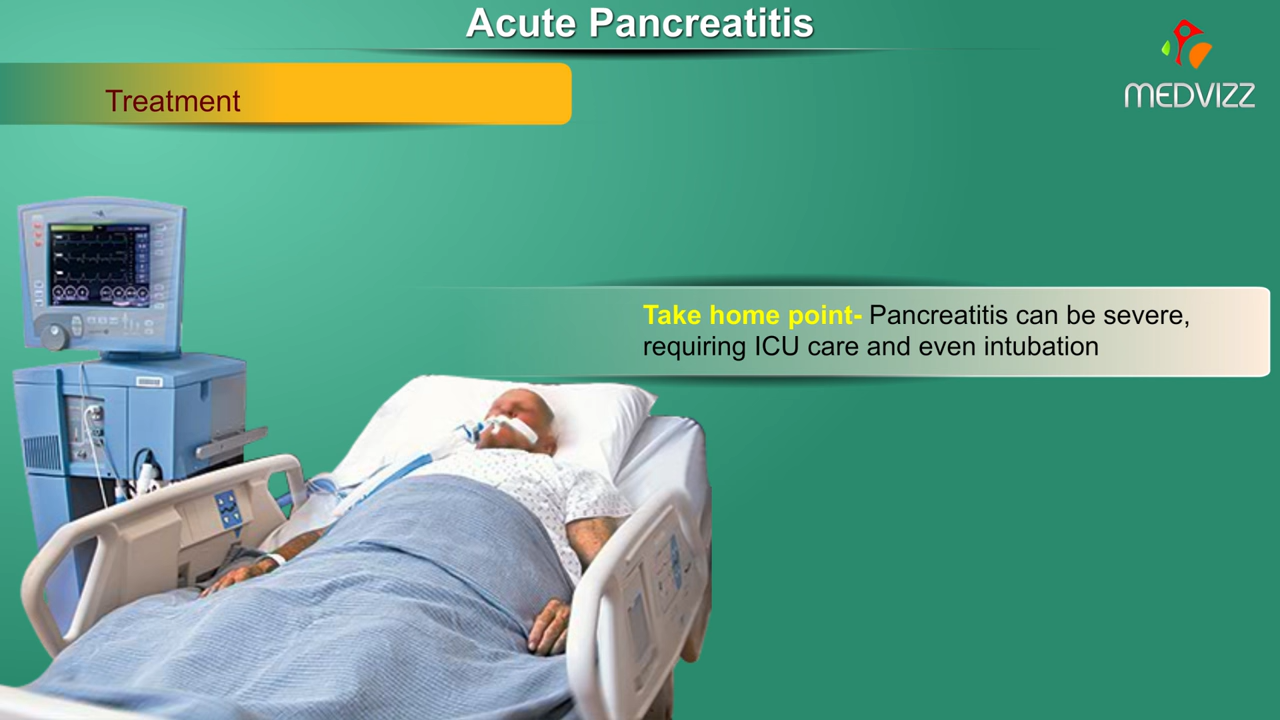 Acute Pancreatitis
MEDVIZZ
Treatment
Take home point- Pancreatitis can be severe,
requiring ICU care and even intubation